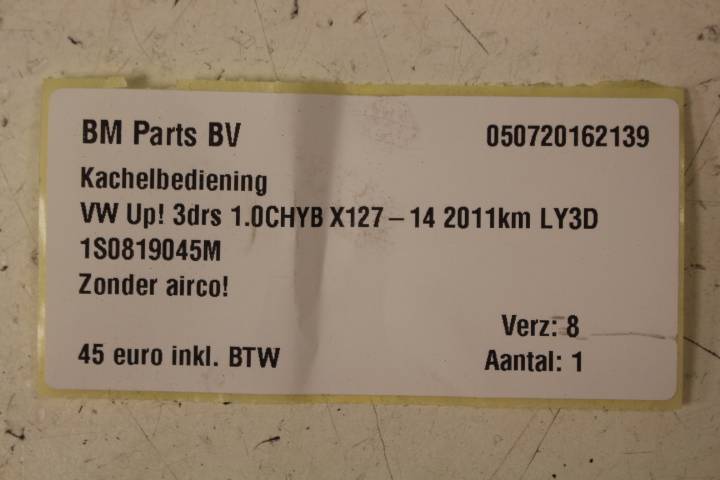 BM Parts BV 050720162139
Kachelbediening
VW Up! 3drs 1.0CHYB X127-14 2011km LY3D
1S0819045M
Zonder airco!
Verz: 8
45 euro inkl. BTW Aantal: 1